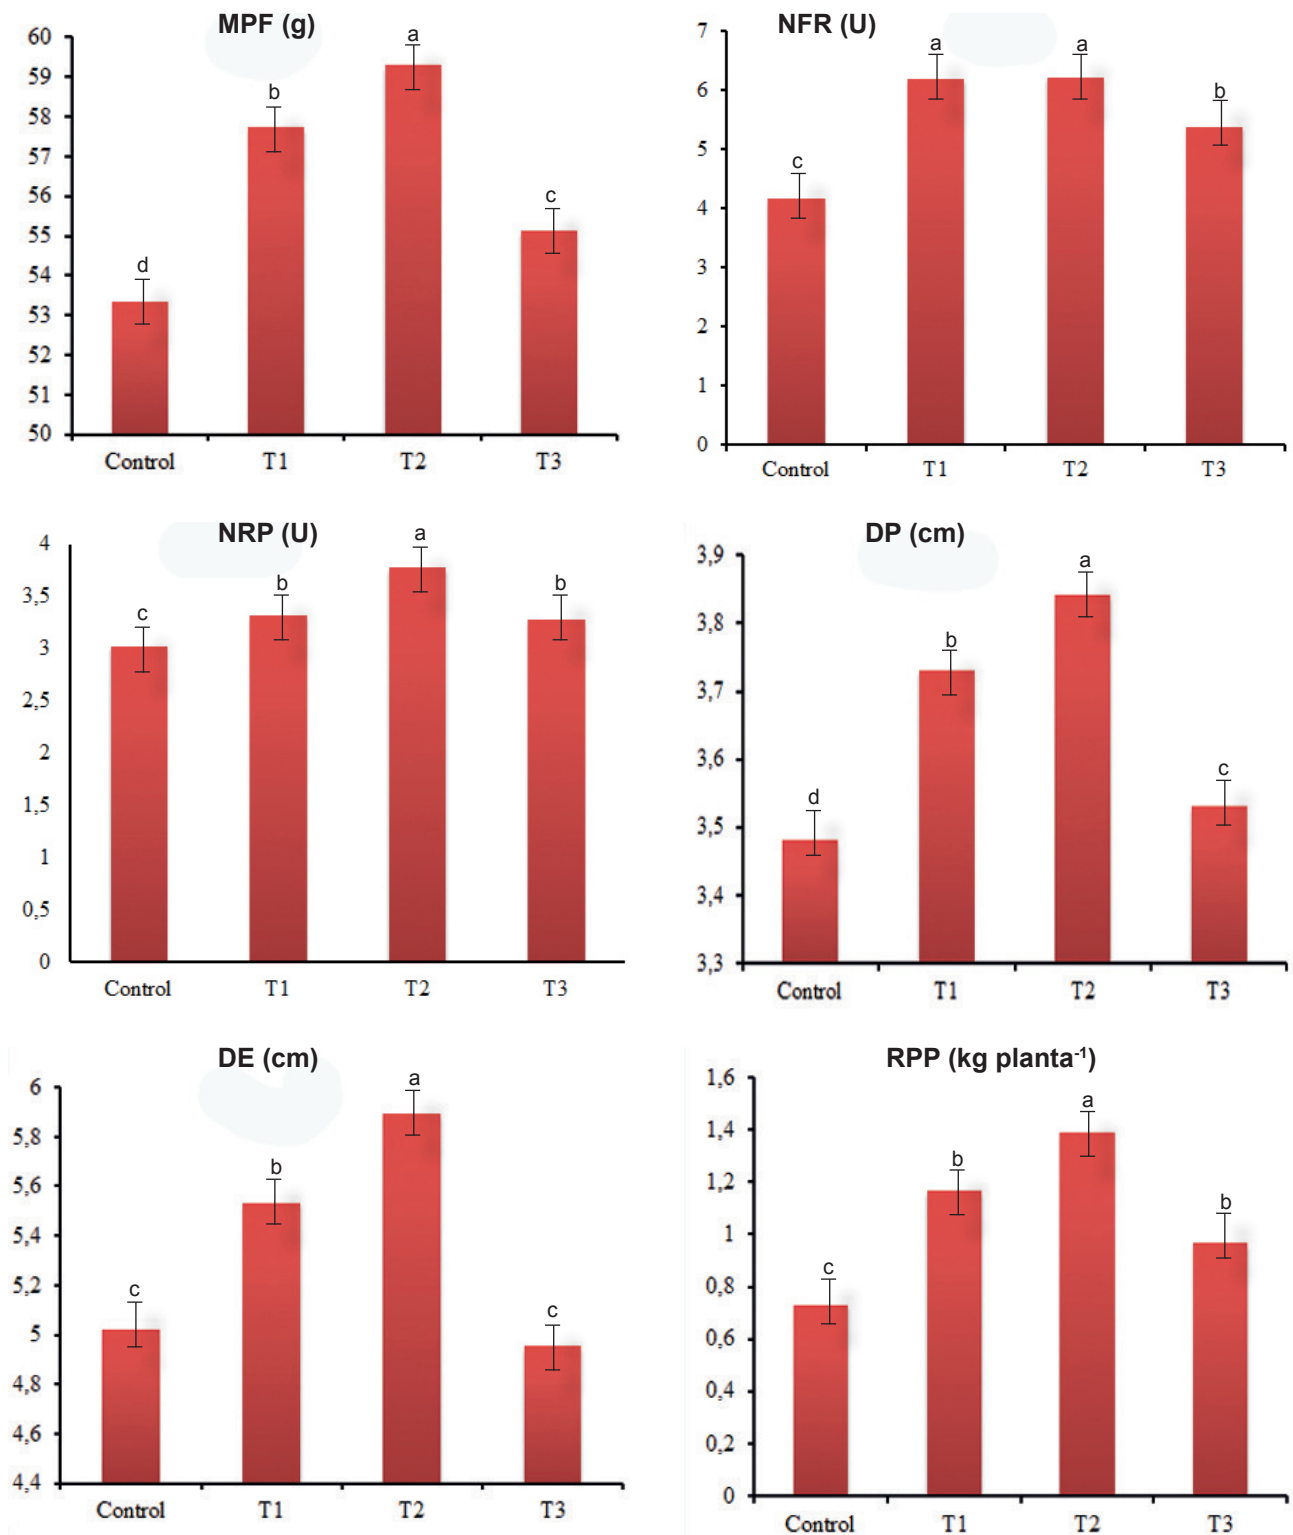 MPF (g)
60
59
58
57
56
55
54
53
52
51
50
d
b
a
c
Control T1 T2 T3
NFR (U)
7
6
5
4
3
2
1
0
c
a
a
b
Control T1 T2 T3
NRP (U)
4
3,5
3
2,5
2
1,5
1
0,5
0
c
b
a
b
Control T1 T2 T3
DP (cm)
3,9
3,8
3,7
3,6
3,5
3,4
3,3
d
b
a
c
Control T1 T2 T3
DE (cm)
6
5,8
5,6
5,4
5,2
5
4,8
4,6
4,4
c
b
a
c
Control T1 T2 T3
RPP (kg planta⁻¹)
1,6
1,4
1,2
1
0,8
0,6
0,4
0,2
0
c
b
a
b
Control T1 T2 T3